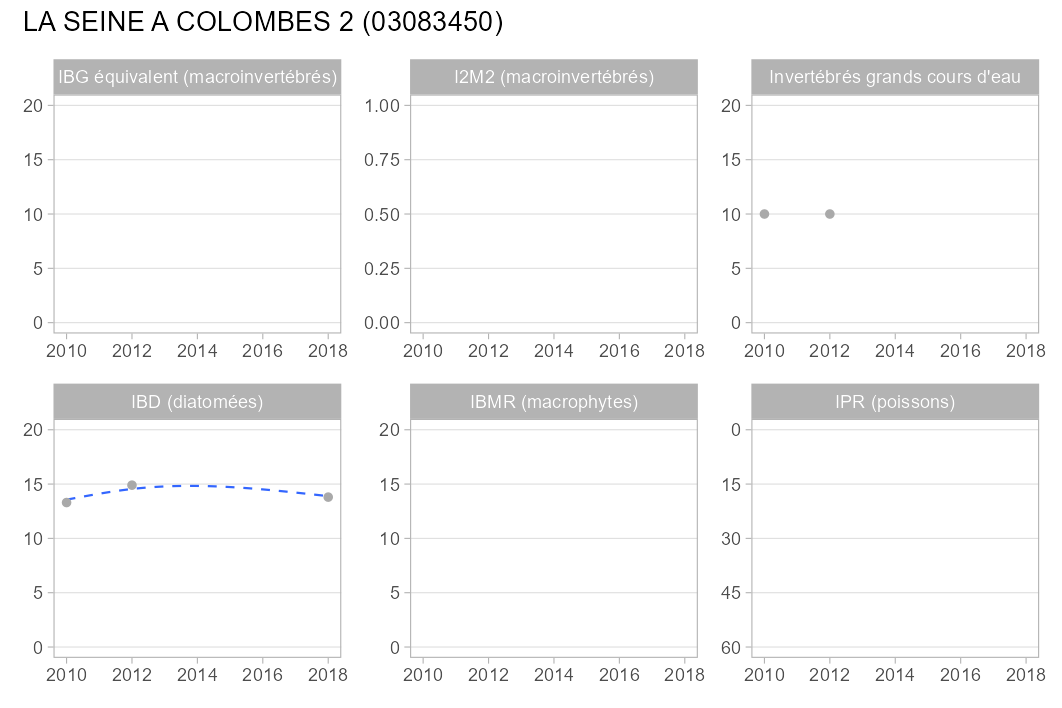 LA SEINE A COLOMBES 2 (03083450)
IBG équivalent (macroinvertébrés)
20
15
10
5
0
2010 2012 2014 2016 2018
I2M2 (macroinvertébrés)
1.00
0.75
0.50
0.25
0.00
2010 2012 2014 2016 2018
Invertébrés grands cours d'eau
20
15
10
5
0
2010 2012 2014 2016 2018
IBD (diatomées)
20
15
10
5
0
2010 2012 2014 2016 2018
IBMR (macrophytes)
20
15
10
5
0
2010 2012 2014 2016 2018
IPR (poissons)
0
15
30
45
60
2010 2012 2014 2016 2018